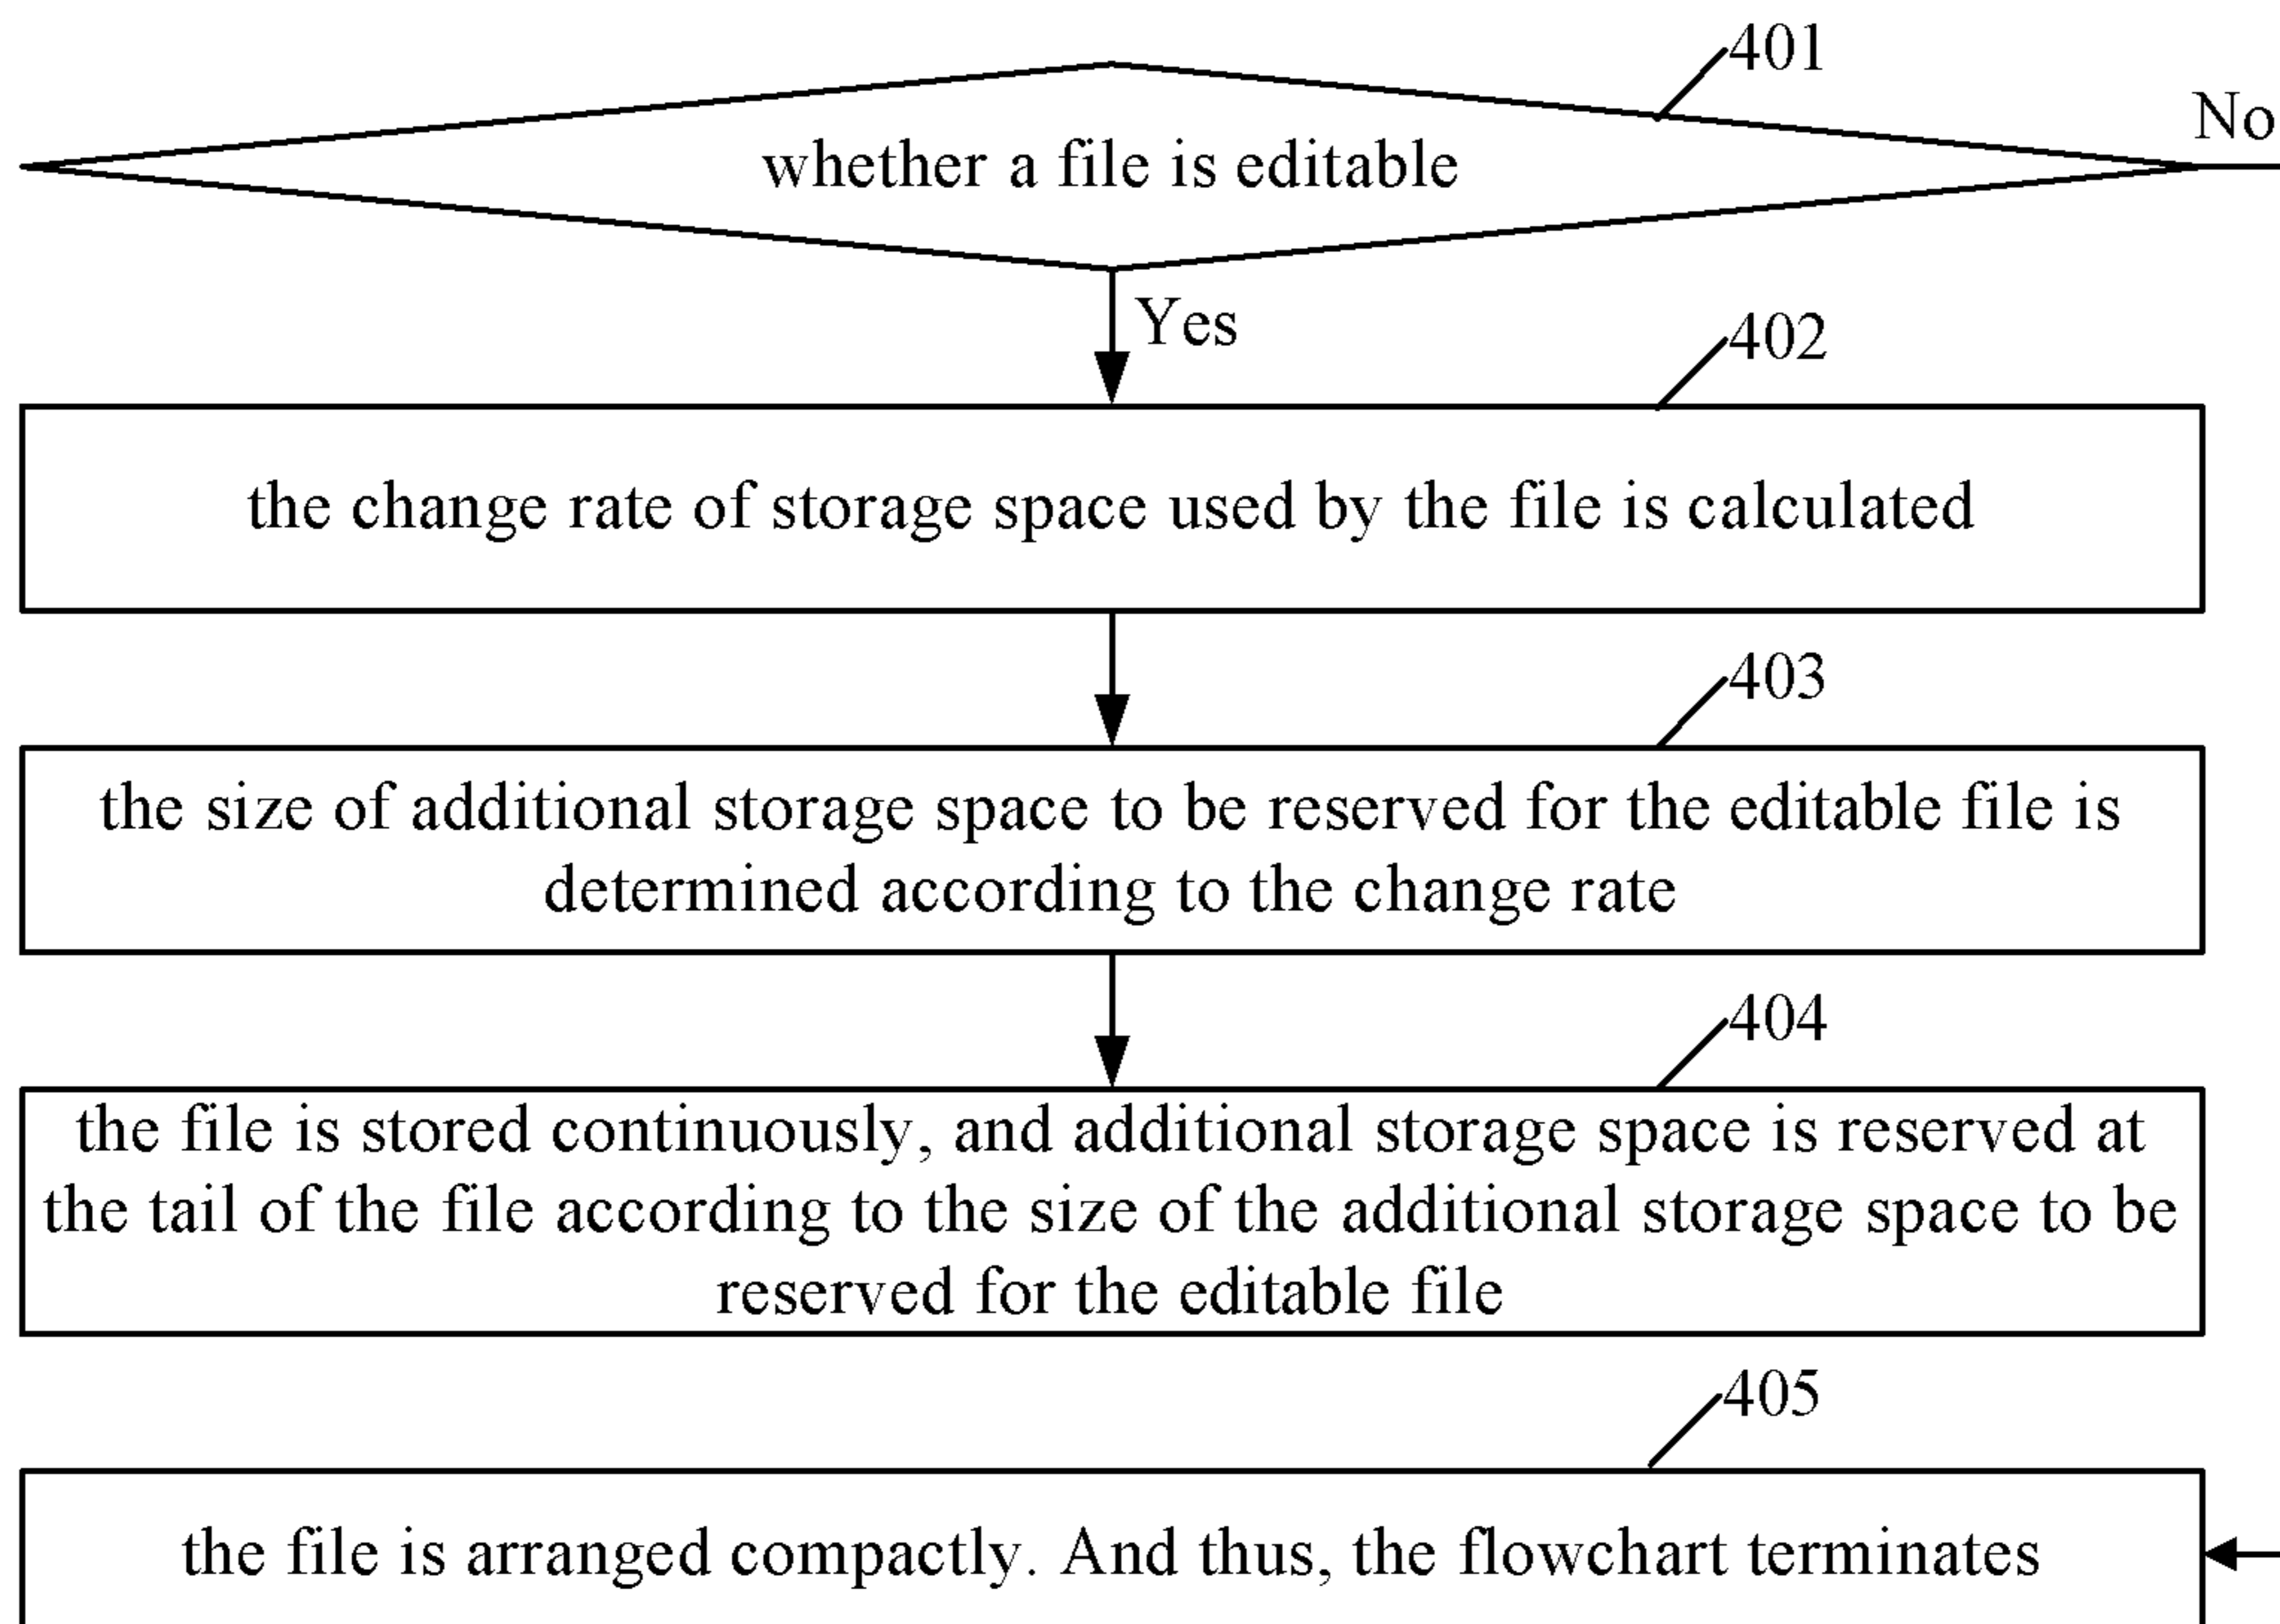 401
No
whether a file is editable
Yes
402
the change rate of storage space used by the file is calculated
403
the size of additional storage space to be reserved for the editable file is
determined according to the change rate
404
the file is stored continuously, and additional storage space is reserved at
the tail of the file according to the size of the additional storage space to be
reserved for the editable file
405
the file is arranged compactly. And thus, the flowchart terminates